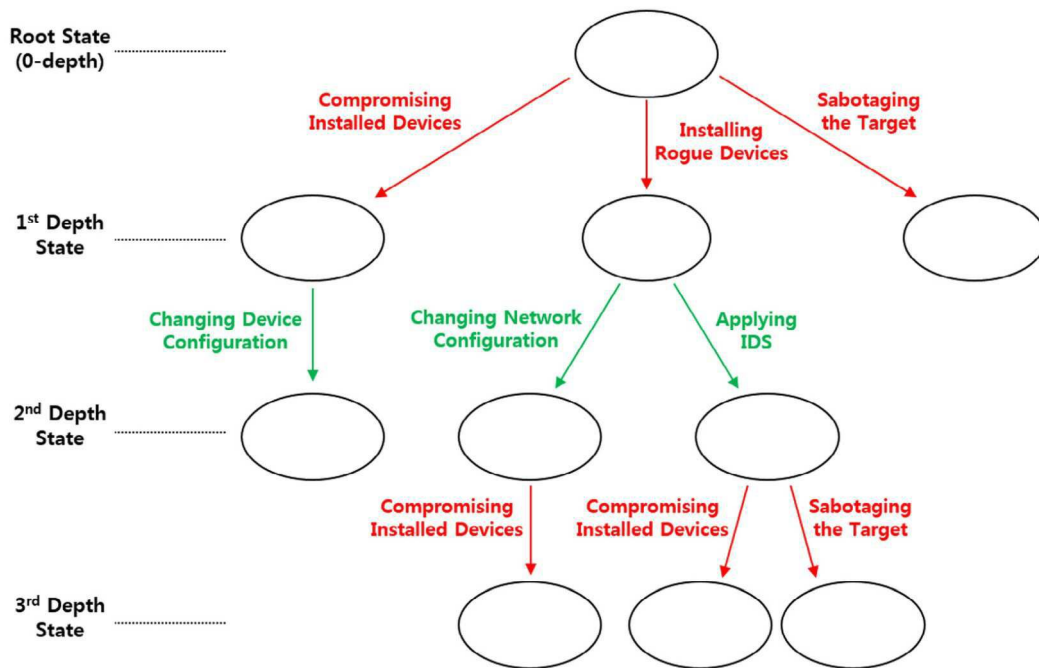 Root State
(0-depth)
Compromising
Installed Devices
Installing
Rogue Devices
Sabotaging
the Target
1st Depth
State
Changing Device
Configuration
Changing Network
Configuration
Applying
IDS
2nd Depth
State
Compromising
Installed Devices
Compromising
Installed Devices
Sabotaging
the Target
3rd Depth
State